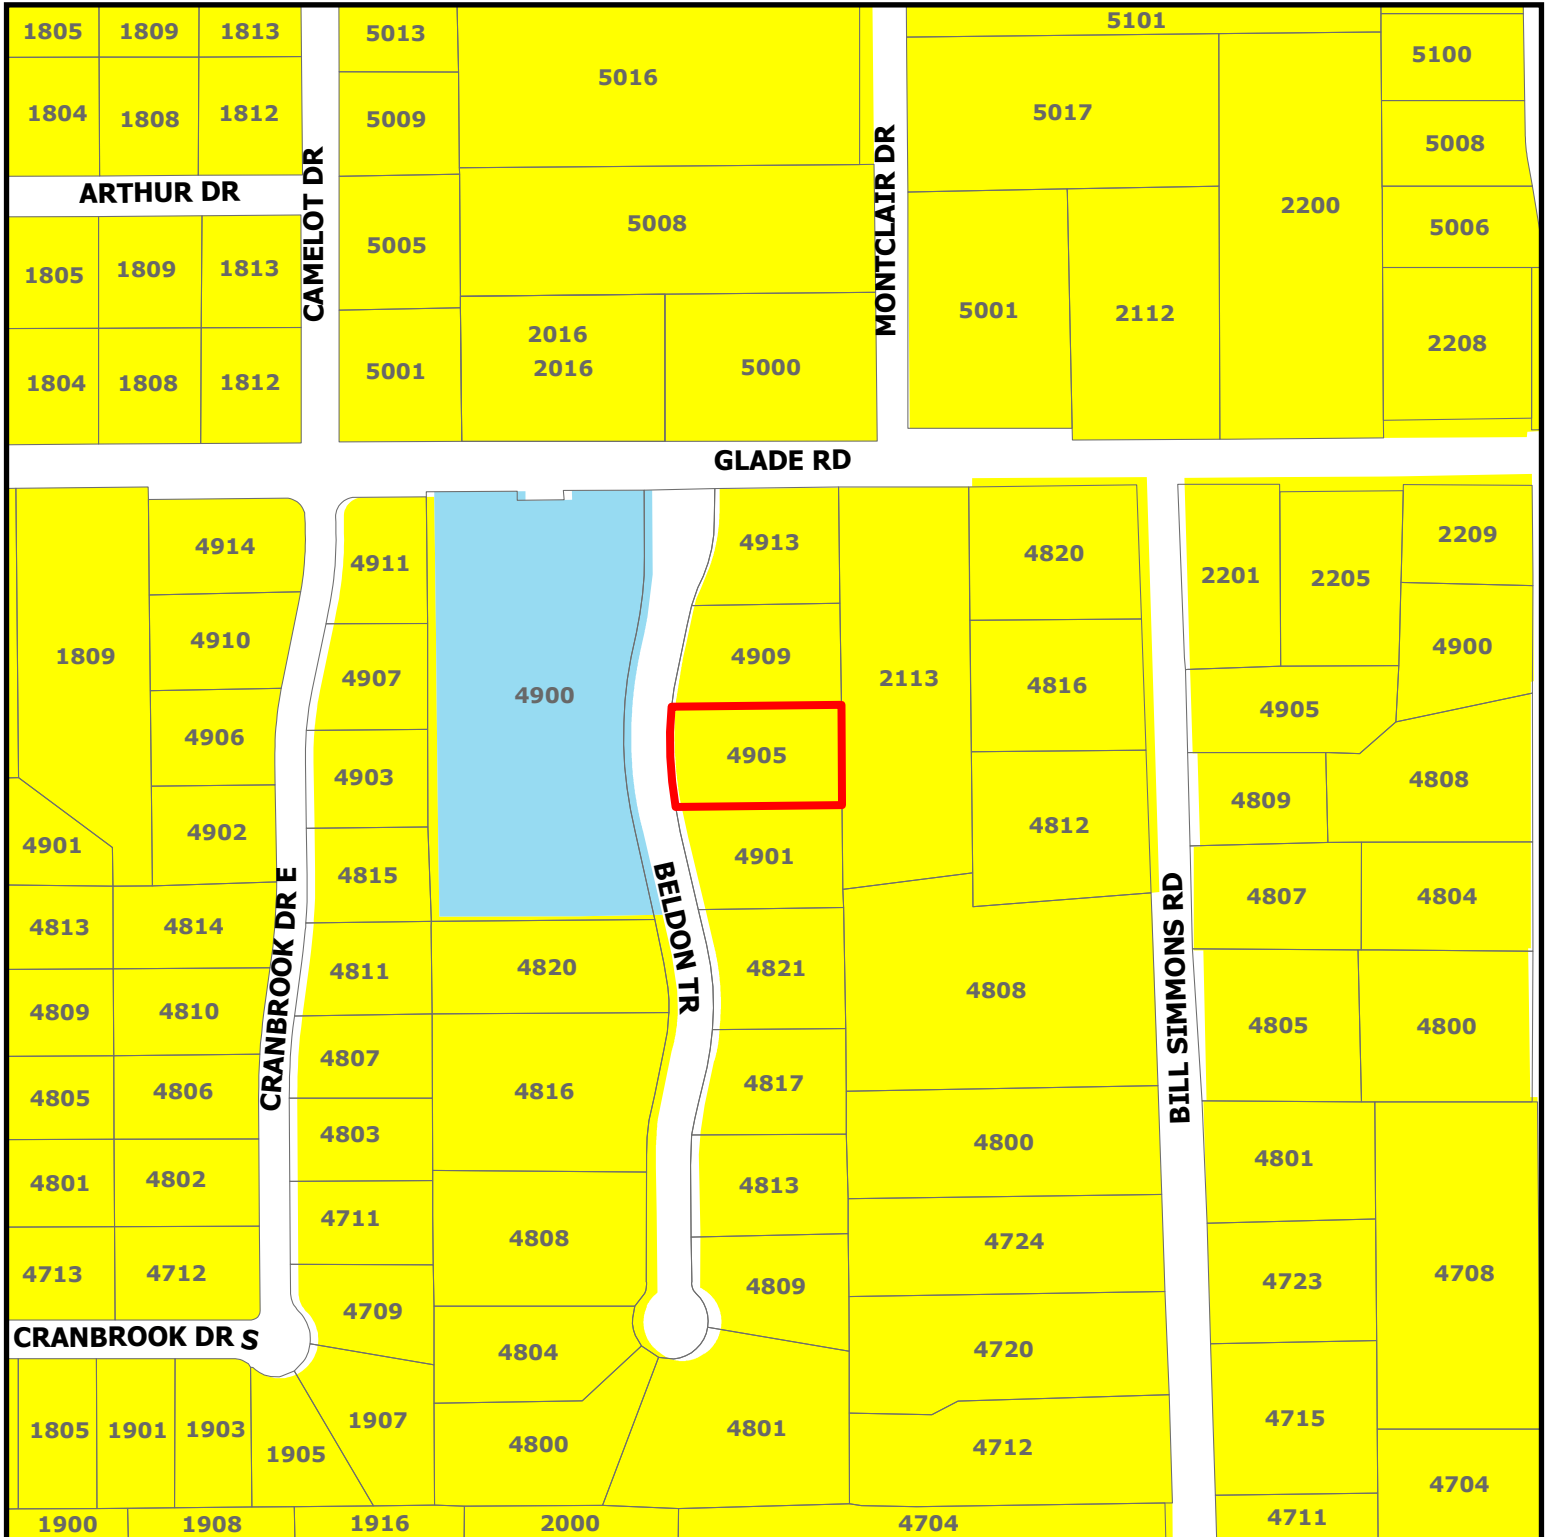 1805 1809 1813 5013 5016 5101 5100
1804 1808 1812 5009 5017 5008
ARTHUR DR
CAMELOT DR
MONTCLAIR DR
5005 5008 2200 5006
1805 1809 1813
5001 2112
1804 1808 1812 5001 2016 2016 5000 2208
GLADE RD
4914 4911 4913 4820 2201 2205 2209
1809 4910 4907 4900 4909 2113 4816 4900
4906 4903 4905 4905
4901 4902 4815 4901 4812 4809 4808
CRANBROOK DR E
BELDON TR
BILL SIMMONS RD
4813 4814 4811 4820 4821 4808 4807 4804
4809 4810 4807 4816 4817 4805 4800
4805 4806 4803 4813 4800 4801
4801 4802 4711 4808 4724
4713 4712 4709 4809 4723 4708
CRANBROOK DR S
4804 4720
1805 1901 1903 1905 1907 4800 4801 4712 4715
4704
1900 1908 1916 2000 4704 4711